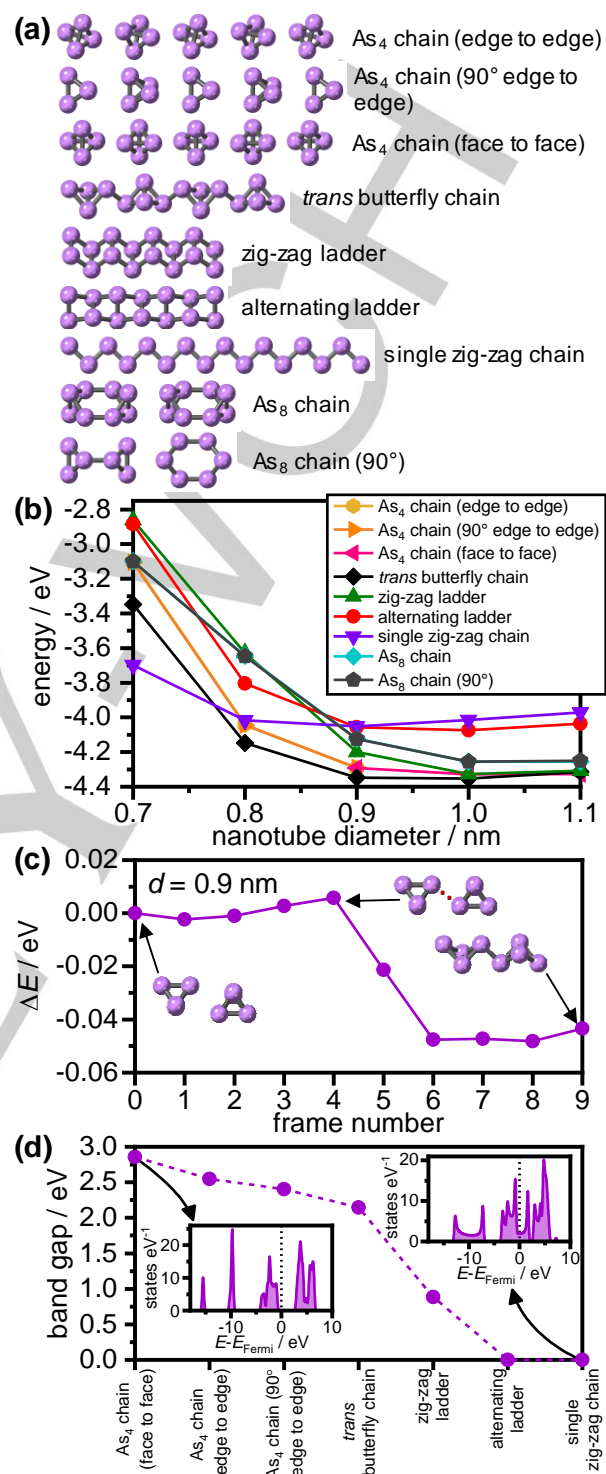 (a)
As4 chain (edge to edge)
As4 chain (90° edge to
edge)
As4 chain (face to face)
trans butterfly chain
zig-zag ladder
alternating ladder
single zig-zag chain
As8 chain
As8 chain (90°)
(b)
-2.8
-3.0
-3.2
-3.4
-3.6
-3.8
-4.0
-4.2
-4.4
energy / eV
As4 chain (edge to edge)
As4 chain (90° edge to edge)
As4 chain (face to face)
trans butterfly chain
zig-zag ladder
alternating ladder
single zig-zag chain
As8 chain
As8 chain (90°)
0.7 0.8 0.9 1.0 1.1
nanotube diameter / nm
(c)
0.02
0.00
-0.02
-0.04
-0.06
ΔE / eV
d = 0.9 nm
0 1 2 3 4 5 6 7 8 9
frame number
(d)
3.0
2.5
2.0
1.5
1.0
0.5
0.0
band gap / eV
20
10
0
states eV-1
-10 0 10
E-EFermi / eV
20
10
0
states eV-1
-10 0 10
E-EFermi / eV
As4 chain
(face to face)
As4 chain
(edge to edge)
As4 chain (90°
edge to edge)
trans
butterfly chain
zig-zag
ladder
alternating
ladder
single
zig-zag chain